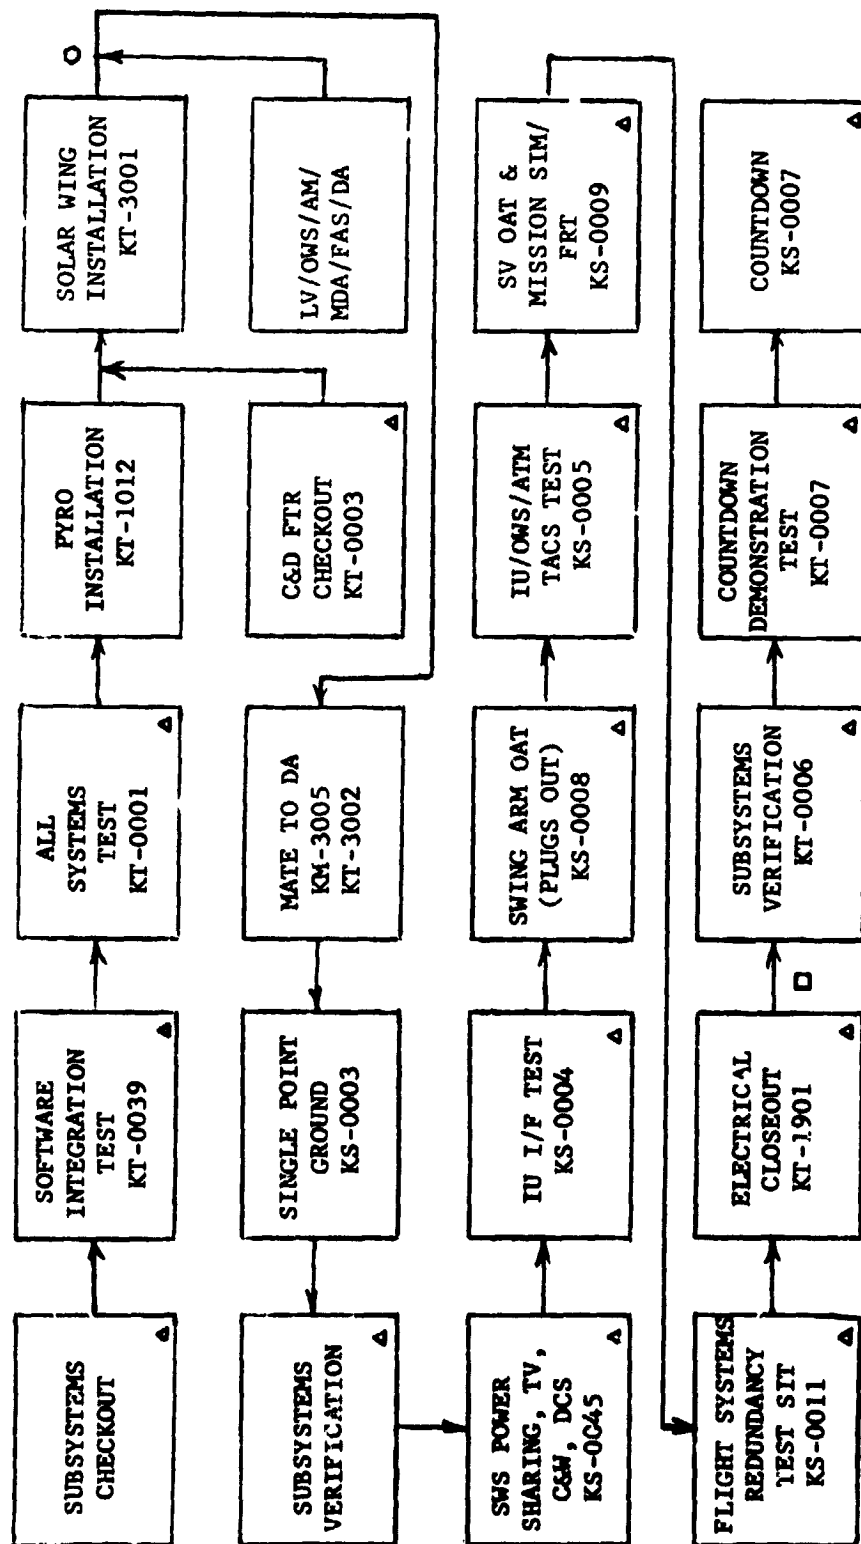 SUBSYSTEMS
CHECKOUT
SOFTWARE
INTEGRATION
TEST
KT-0039
ALL
SYSTEMS
TEST
KT-0001
PYRO
INSTALLATION
KT-1012
SOLAR WING
INSTALLATION
KT-3001
C&D FTR
CHECKOUT
KT-0003
LV/OWS/AM/
MDA/FAS/DA
MATE TO DA
KM-3005
KT-3002
SINGLE POINT
GROUND
KS-0003
SUBSYSTEMS
VERIFICATION
SWS POWER
SHARING, TV,
C&W, DCS
KS-0045
IU I/F TEST
KS-0004
SWING ARM OAT
(PLUGS OUT)
KS-0008
IU/OWS/ATM
TACS TEST
KS-0005
SV OAT &
MISSION SIM/
FRT
KS-0009
FLIGHT SYSTEMS
REDUNDANCY
TEST SIT
KS-0011
ELECTRICAL
CLOSEOUT
KT-1901
SUBSYSTEMS
VERIFICATION
KT-0006
COUNTDOWN
DEMONSTRATION
TEST
KT-0007
COUNTDOWN
KS-0007